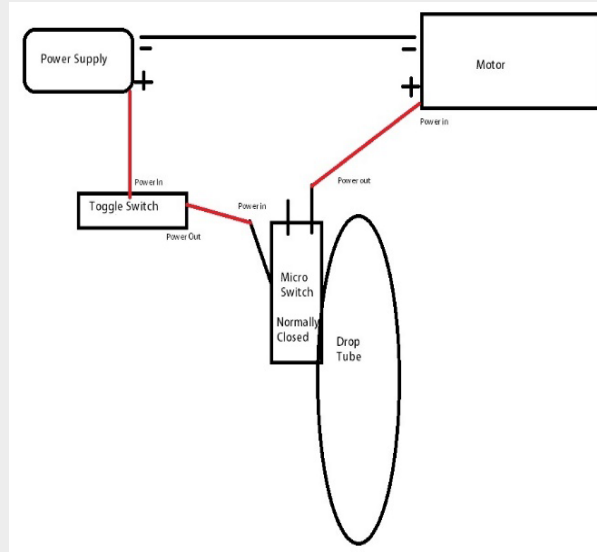 Power Supply
-
+
-
+
Motor
Power in
Power In
Toggle Switch
Power Out
Power in
Power out
Micro
Switch
Normally
Closed
Drop
Tube